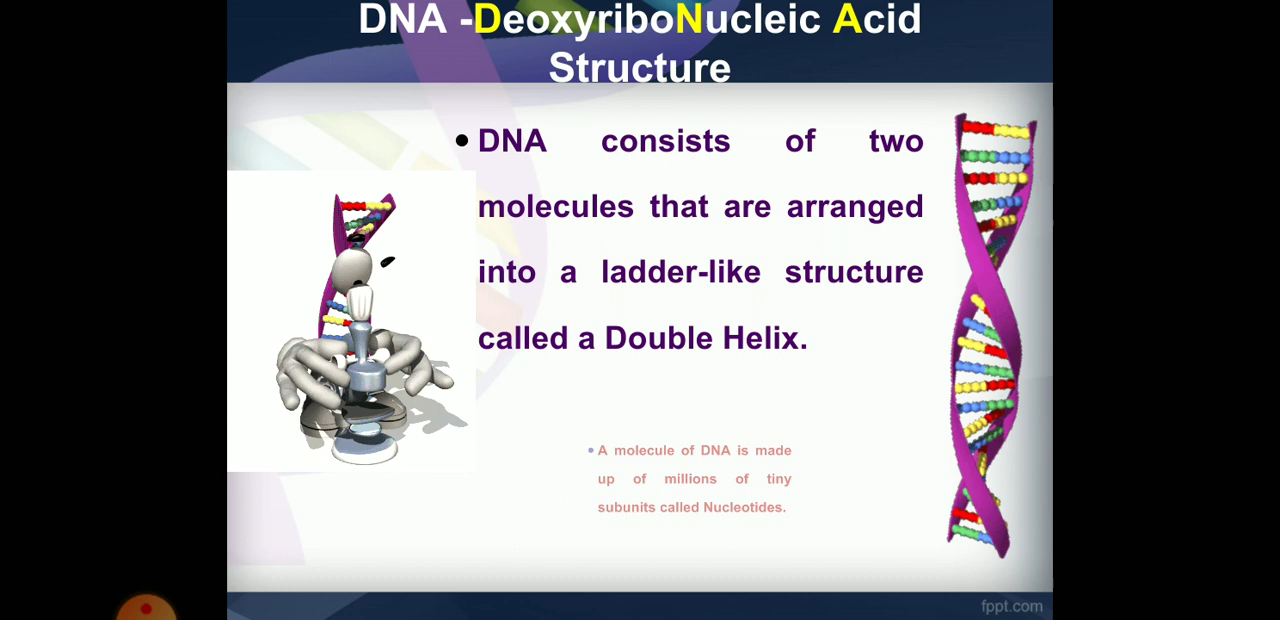 DNA -DeoxyriboNucleic Acid
Structure
• DNA consists of two
molecules that are arranged
into a ladder-like structure
called a Double Helix.
• A molecule of DNA is made
up of millions of tiny
subunits called Nucleotides.
fppt.com